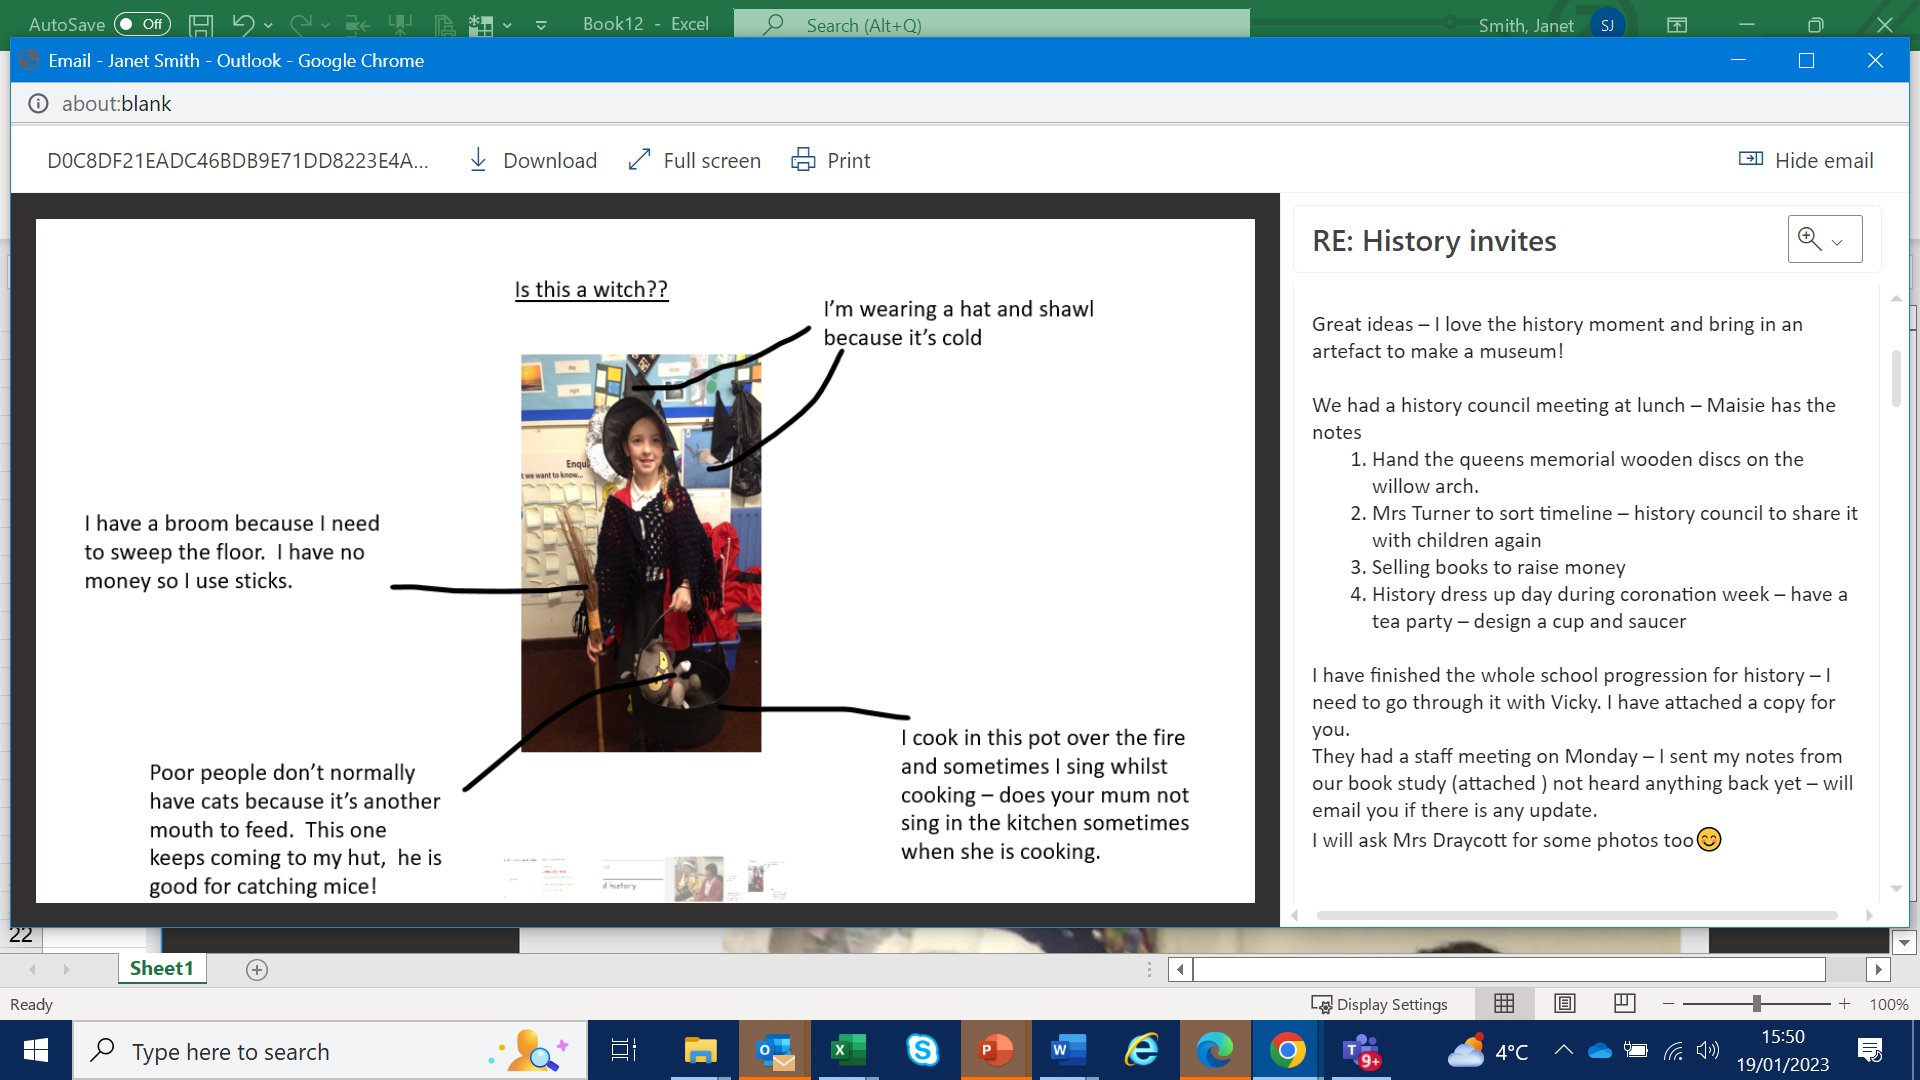 AutoSave Off Book12 - Excel Search (Alt+Q) Smith, Janet SJ
Email - Janet Smith - Outlook - Google Chrome
about:blank
D0C8DF21EADC46BDB9E71DD8223E4A... Download Full screen Print Hide email
Is this a witch??
I'm wearing a hat and shawl
because it's cold
I have a broom because I need
to sweep the floor. I have no
money so I use sticks.
Poor people don't normally
have cats because it's another
mouth to feed. This one
keeps coming to my hut, he is
good for catching mice!
I cook in this pot over the fire
and sometimes I sing whilst
cooking – does your mum not
sing in the kitchen sometimes
when she is cooking.
day
night
Enqui
t we want to know...
d history
RE: History invites
Great ideas – I love the history moment and bring in an
artefact to make a museum!
We had a history council meeting at lunch – Maisie has the
notes
1. Hand the queens memorial wooden discs on the
willow arch.
2. Mrs Turner to sort timeline – history council to share it
with children again
3. Selling books to raise money
4. History dress up day during coronation week – have a
tea party – design a cup and saucer
I have finished the whole school progression for history – I
need to go through it with Vicky. I have attached a copy for
you.
They had a staff meeting on Monday – I sent my notes from
our book study (attached ) not heard anything back yet – will
email you if there is any update.
I will ask Mrs Draycott for some photos too😊
22
Sheet1
Ready Display Settings 100%
Type here to search 9+ 4°C 15:50
19/01/2023